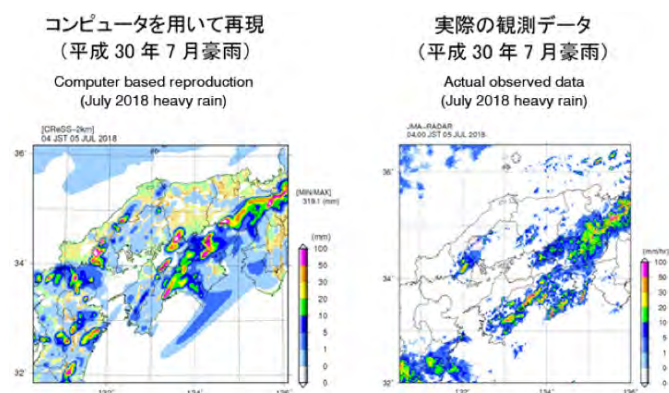 コンピュータを用いて再現
（平成 30 年 7 月豪雨）
Computer based reproduction
(July 2018 heavy rain)
[CReSS-2km]
04 JST 05 JUL 2018
36°
34°
32°
132°
134°
136°
[MIN/MAX]
319.1 (mm)
(mm)
100
50
30
20
10
5
1
0
実際の観測データ
（平成 30 年 7 月豪雨）
Actual observed data
(July 2018 heavy rain)
JMA-RADAR
04:00 JST 05 JUL 2018
36°
34°
32°
134°
136°
(mm/hr)
100
50
30
20
10
5
1
0